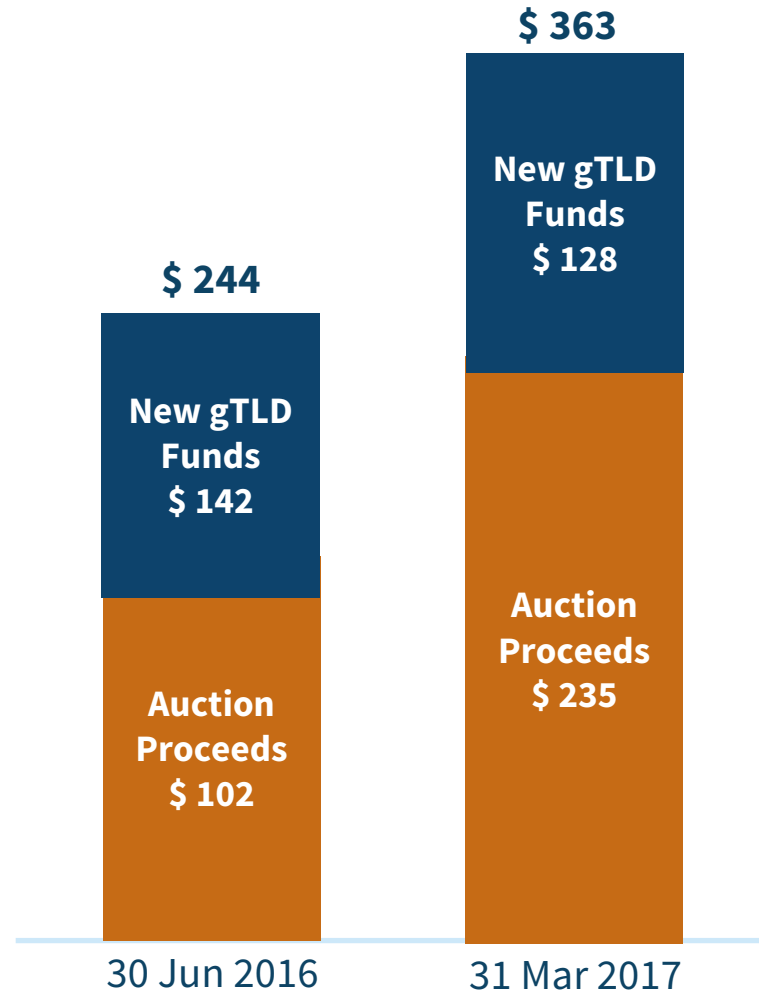 $ 363
New gTLD
Funds
$ 128
$ 244
New gTLD
Funds
$ 142
Auction
Proceeds
$ 235
Auction
Proceeds
$ 102
30 Jun 2016
31 Mar 2017